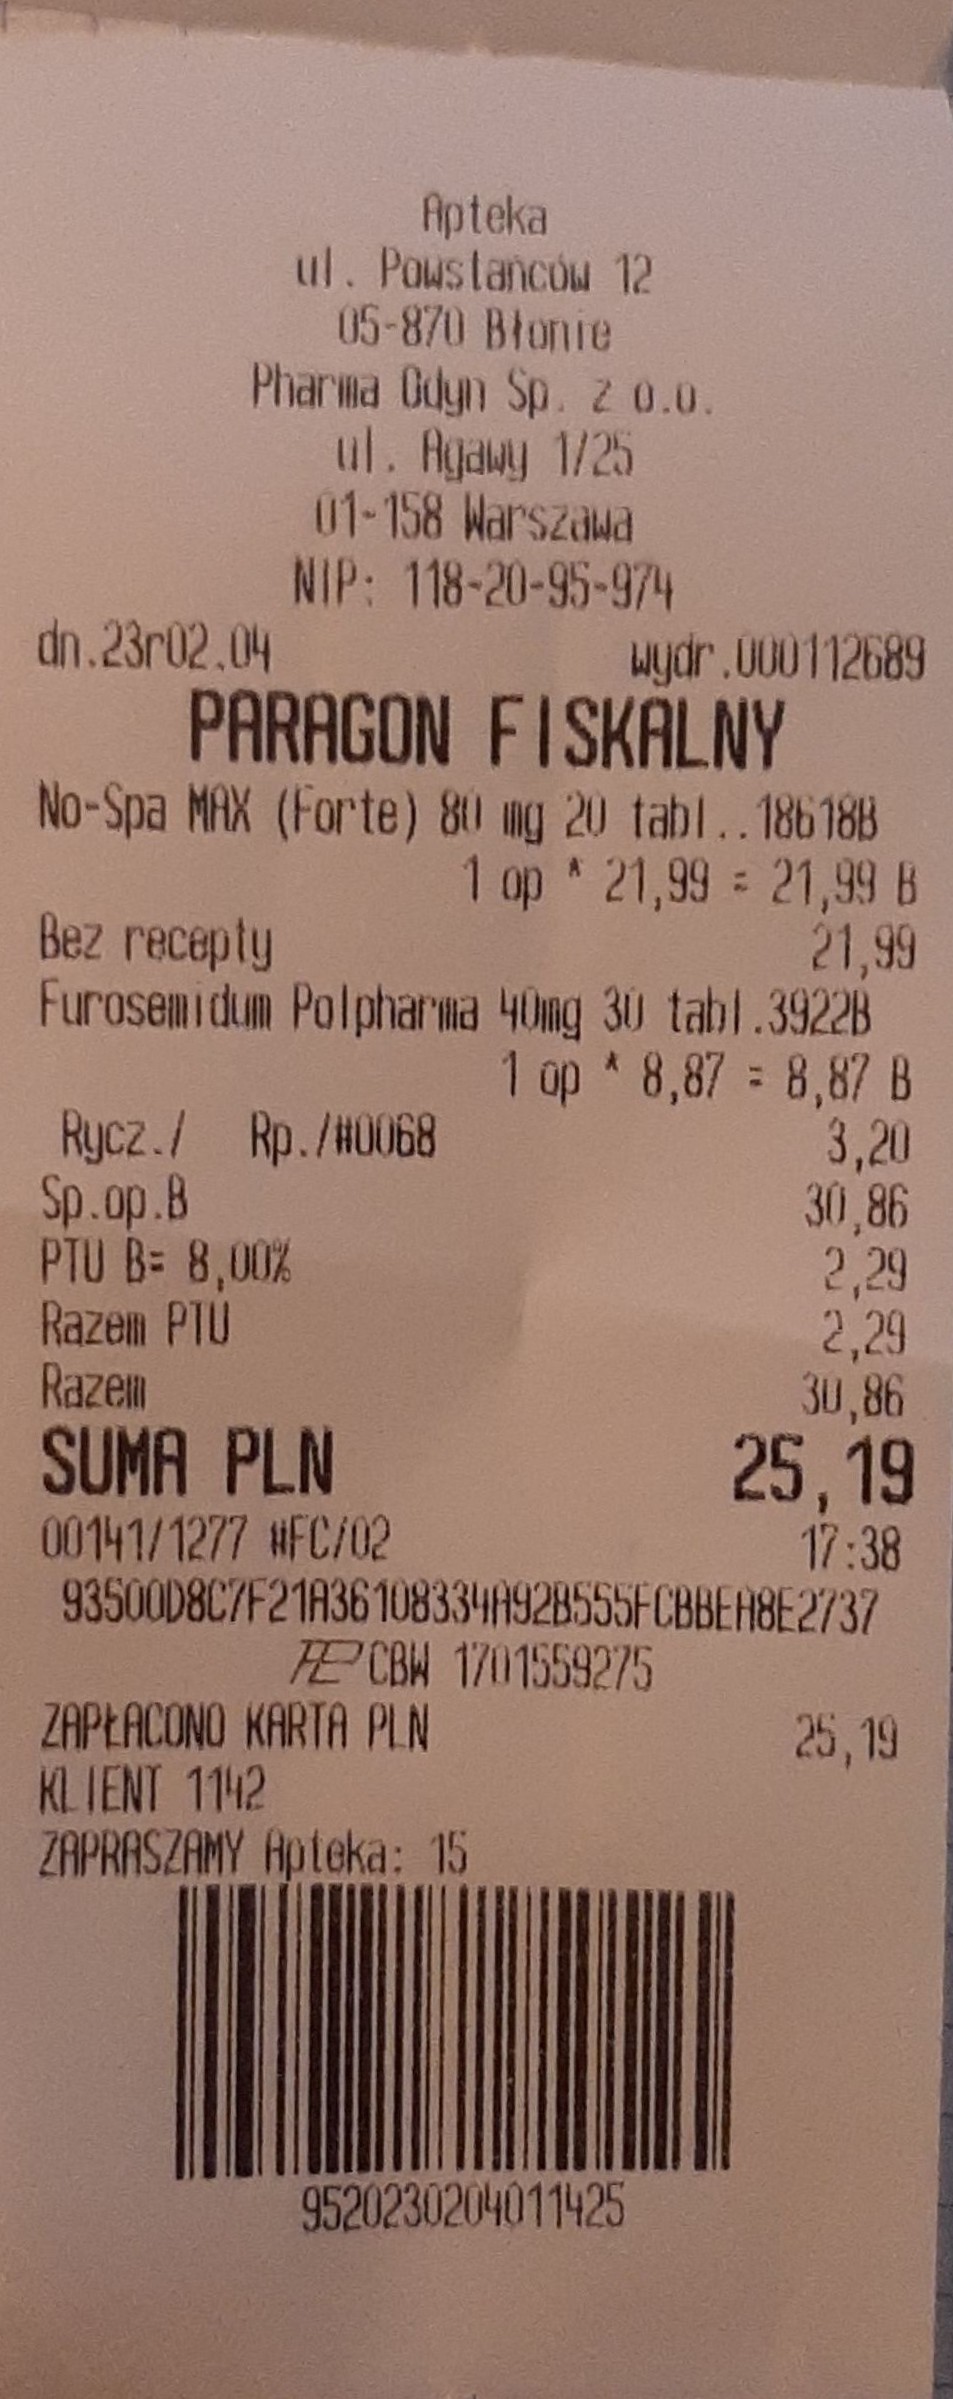 Apteka
ul. Powstańców 12
05-870 Błonie
Pharma Odyn Sp. z o.o.
ul. Agawy 1/25
01-158 Warszawa
NIP: 118-20-95-974
dn.23r02.04 wydr.000112689
PARAGON FISKALNY
No-Spa MAX (Forte) 80 mg 20 tabl..18618B
1 op * 21,99 = 21,99 B
Bez recepty 21,99
Furosemidum Polpharma 40mg 30 tabl.3922B
1 op * 8,87 = 8,87 B
Rycz./ Rp./#0068 3,20
Sp.op.B 30,86
PTU B= 8,00% 2,29
Razem PTU 2,29
Razem 30,86
SUMA PLN 25,19
00141/1277 #FC/02 17:38
93500D8C7F21A36108334A92B555FCBBEA8E2737
CBW 1701559275
ZAPŁACONO KARTA PLN 25,19
KLIENT 1142
ZAPRASZAMY Apteka: 15
9520230204011425